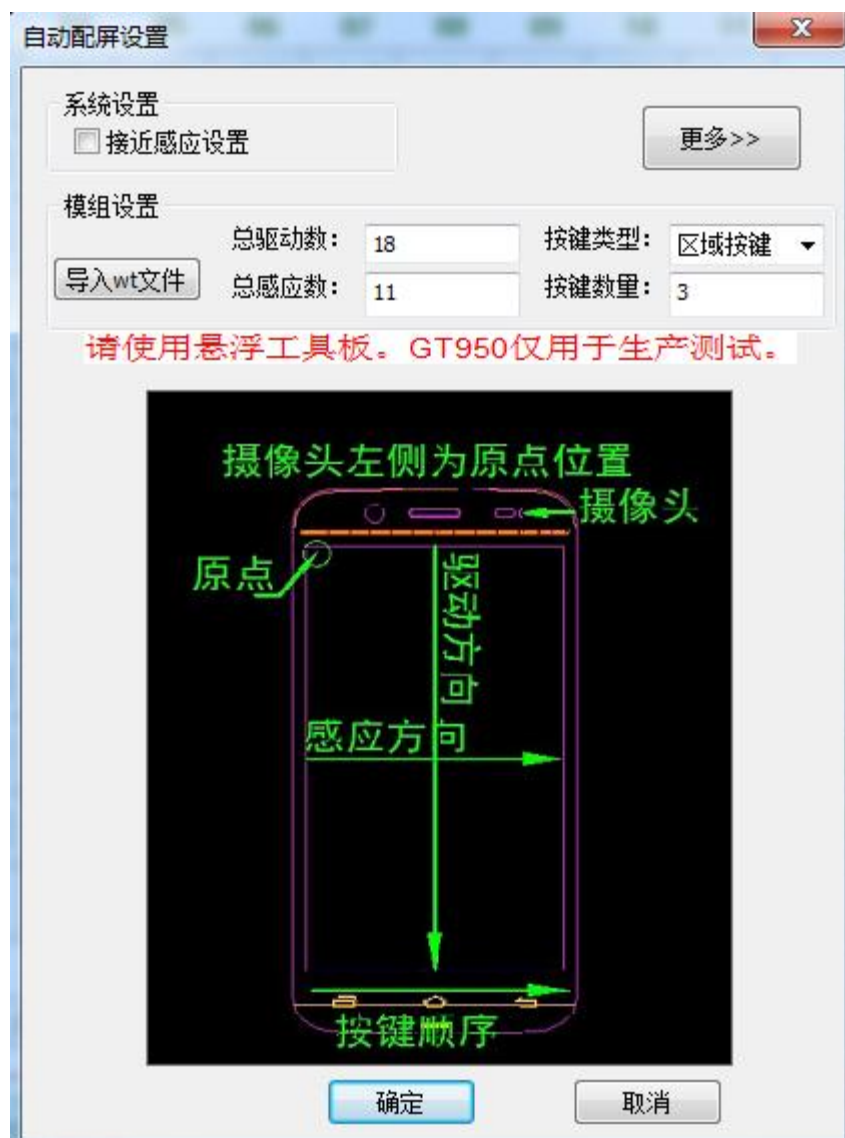 自动配屏设置
系统设置
接近感应设置
更多>>
模组设置
总驱动数：
18
按键类型：
区域按键
导入wt文件
总感应数：
11
按键数量：
3
请使用悬浮工具板。GT950仅用于生产测试。
摄像头左侧为原点位置
摄像头
原点
驱动方向
感应方向
按键顺序
确定
取消